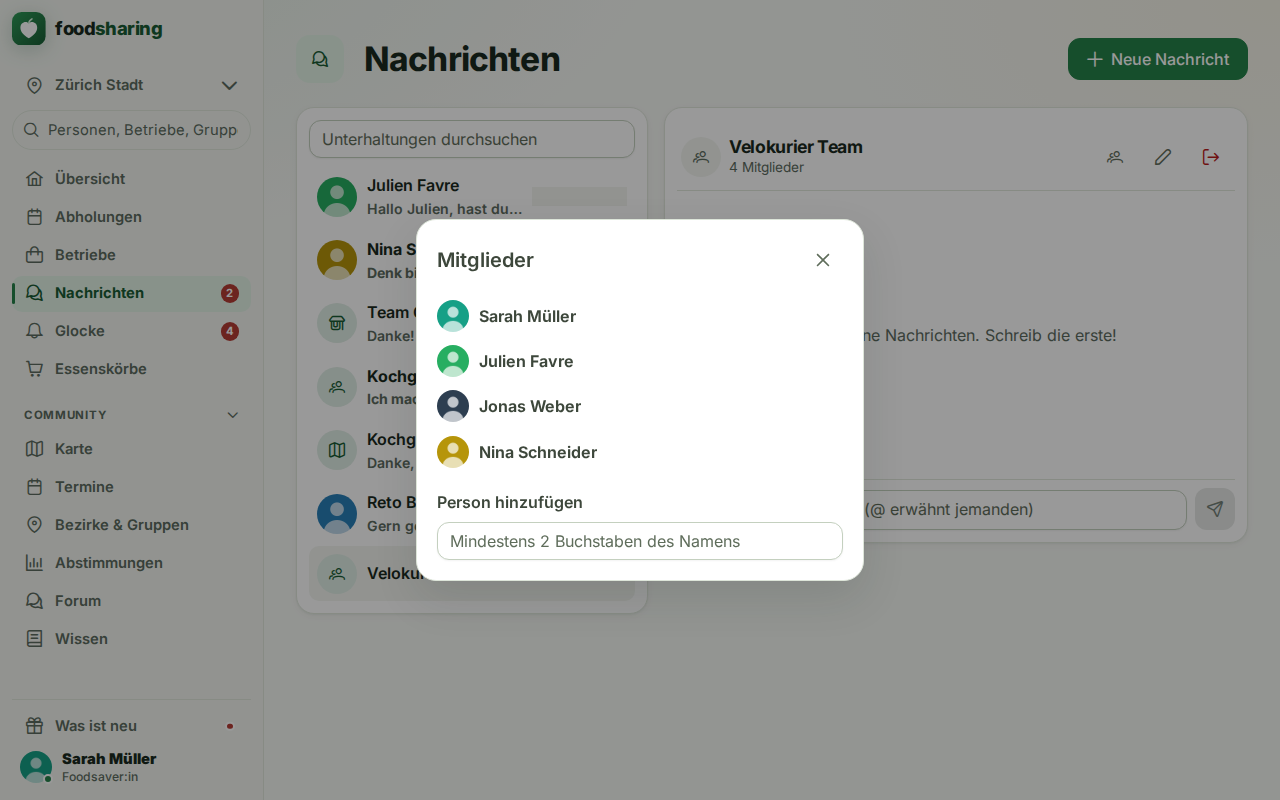 foodsharing
Zürich Stadt
Personen, Betriebe, Grupp
Übersicht
Abholungen
Betriebe
Nachrichten 2
Glocke 4
Essenskörbe
COMMUNITY
Karte
Termine
Bezirke & Gruppen
Abstimmungen
Forum
Wissen
Was ist neu
Sarah Müller
Foodsaver:in
Nachrichten
Neue Nachricht
Unterhaltungen durchsuchen
Julien Favre
Hallo Julien, hast du...
Nina S
Denk bi
Team
Danke!
Kochg
Ich mac
Kochg
Danke,
Reto B
Gern ge
Velokur
Velokurier Team
4 Mitglieder
ne Nachrichten. Schreib die erste!
(@ erwähnt jemanden)
Mitglieder
Sarah Müller
Julien Favre
Jonas Weber
Nina Schneider
Person hinzufügen
Mindestens 2 Buchstaben des Namens